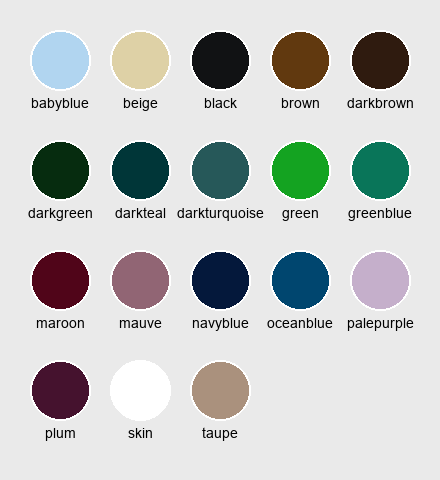 babyblue beige black brown darkbrown
darkgreen darkteal darkturquoise green greenblue
maroon mauve navyblue oceanblue palepurple
plum skin taupe